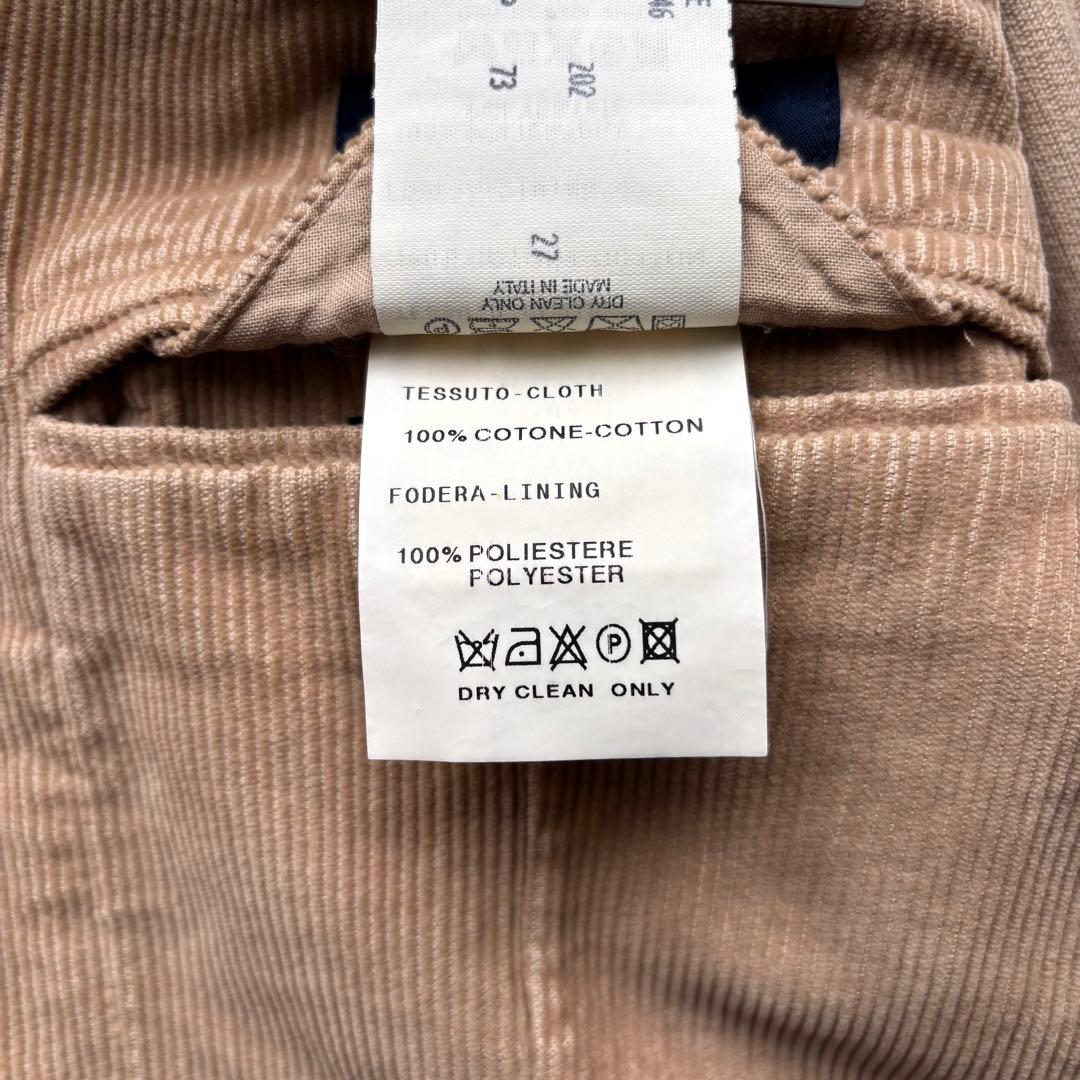 202
73
27
MADE IN ITALY
DRY CLEAN ONLY
TESSUTO-CLOTH
100% COTONE-COTTON
FODERA-LINING
100% POLIESTERE
POLYESTER
P
DRY CLEAN ONLY